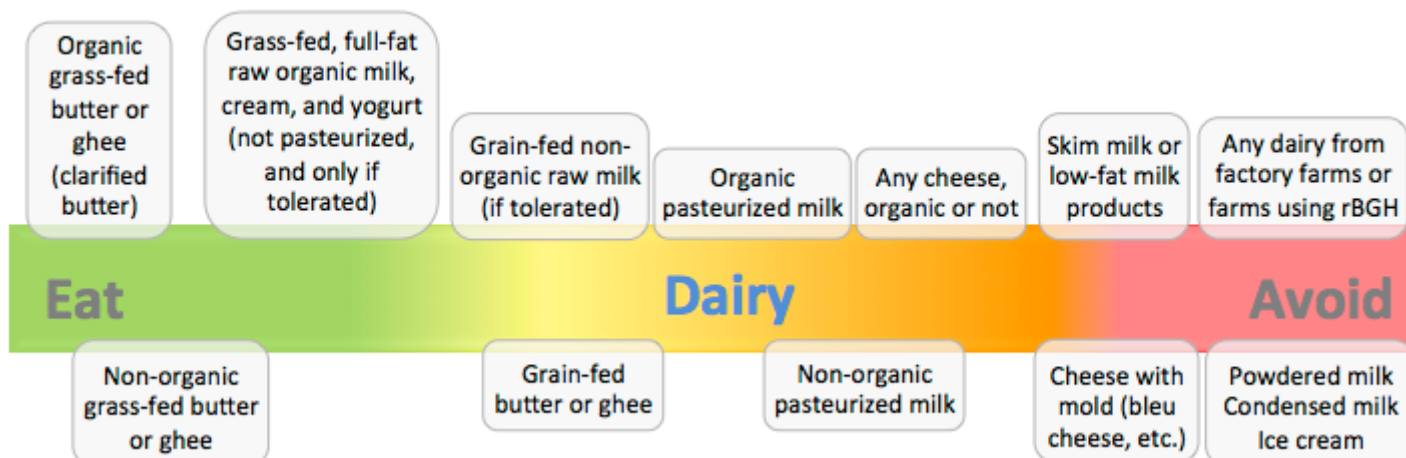 Organic
grass-fed
butter or
ghee
(clarified
butter)
Grass-fed, full-fat
raw organic milk,
cream, and yogurt
(not pasteurized,
and only if
tolerated)
Grain-fed non-
organic raw milk
(if tolerated)
Organic
pasteurized milk
Any cheese,
organic or not
Skim milk or
low-fat milk
products
Any dairy from
factory farms or
farms using rBGH
Eat
Dairy
Avoid
Non-organic
grass-fed butter
or ghee
Grain-fed
butter or ghee
Non-organic
pasteurized milk
Cheese with
mold (bleu
cheese, etc.)
Powdered milk
Condensed milk
Ice cream